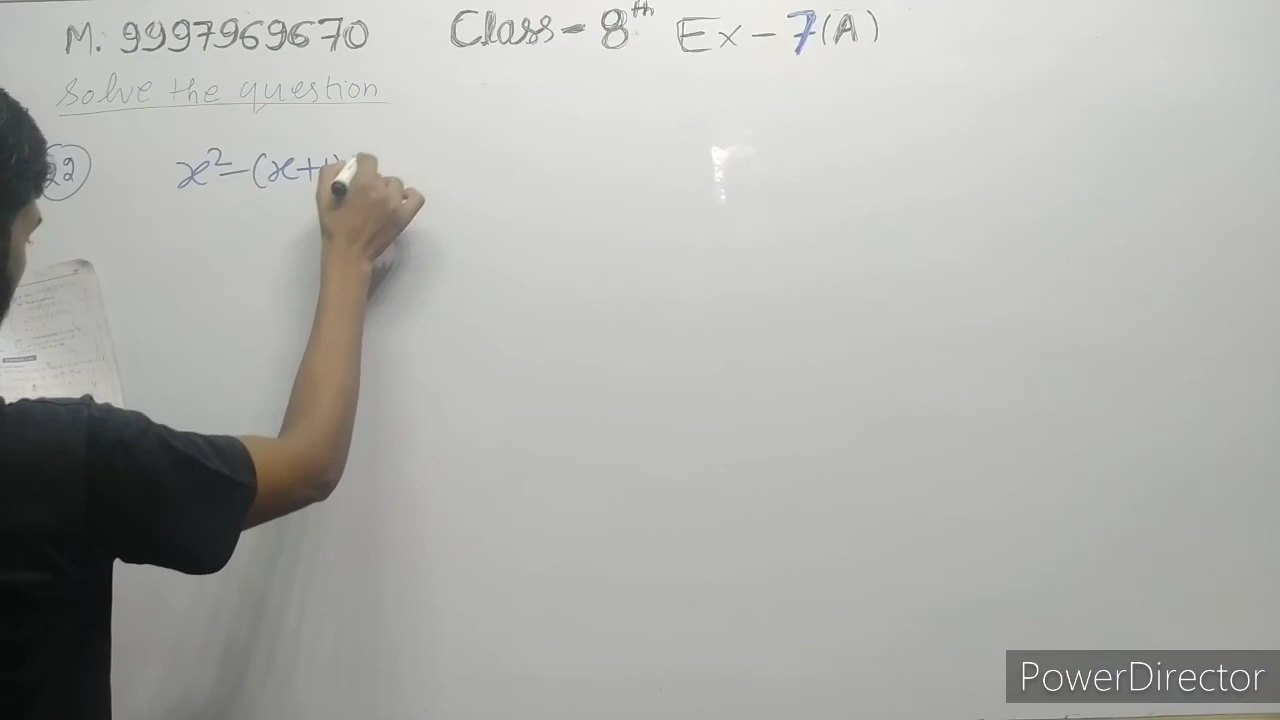 M. 9997969670 Class-8th Ex-7(A)
Solve the question
22 x²-(x+1)
PowerDirector